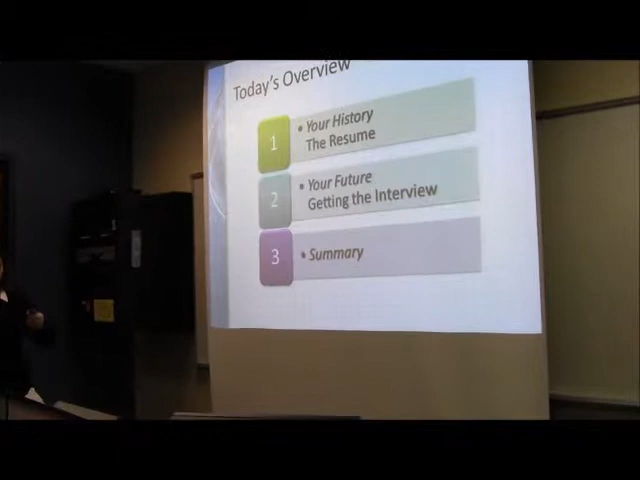 Today's Overview
1
• Your History
The Resume
2
• Your Future
Getting the Interview
3
• Summary